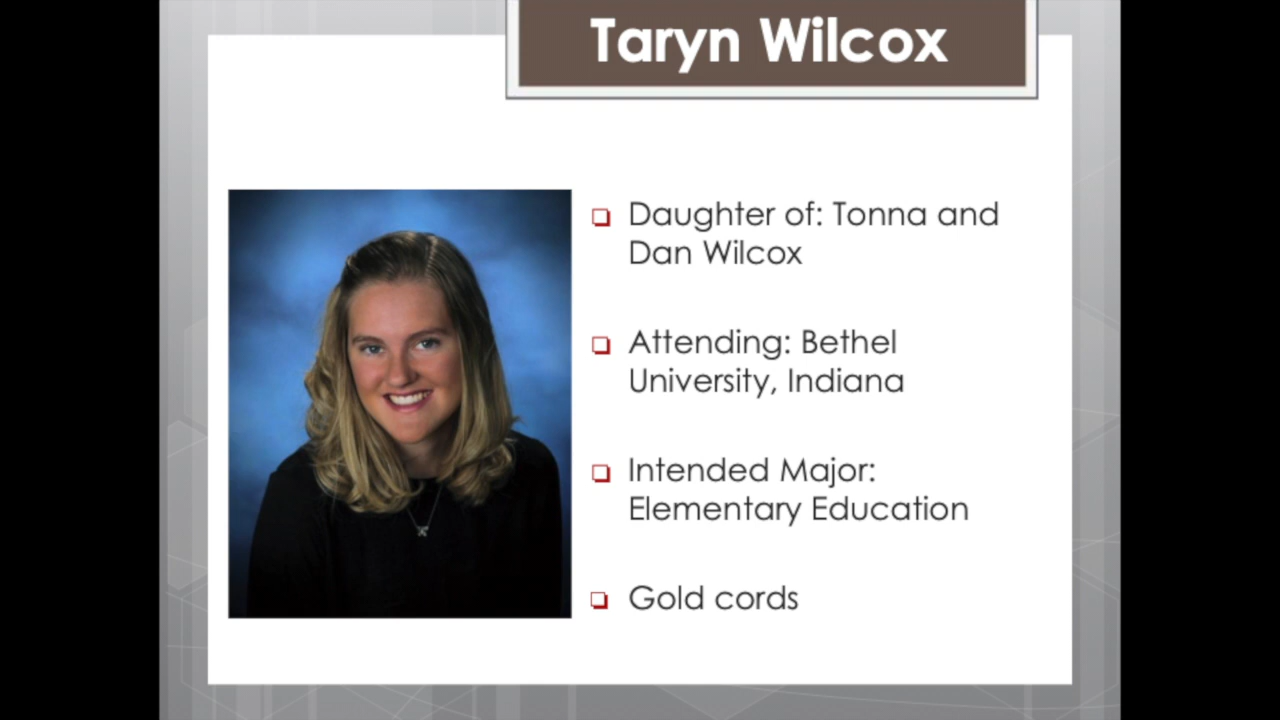 Taryn Wilcox
Daughter of: Tonna and
Dan Wilcox
Attending: Bethel
University, Indiana
Intended Major:
Elementary Education
Gold cords